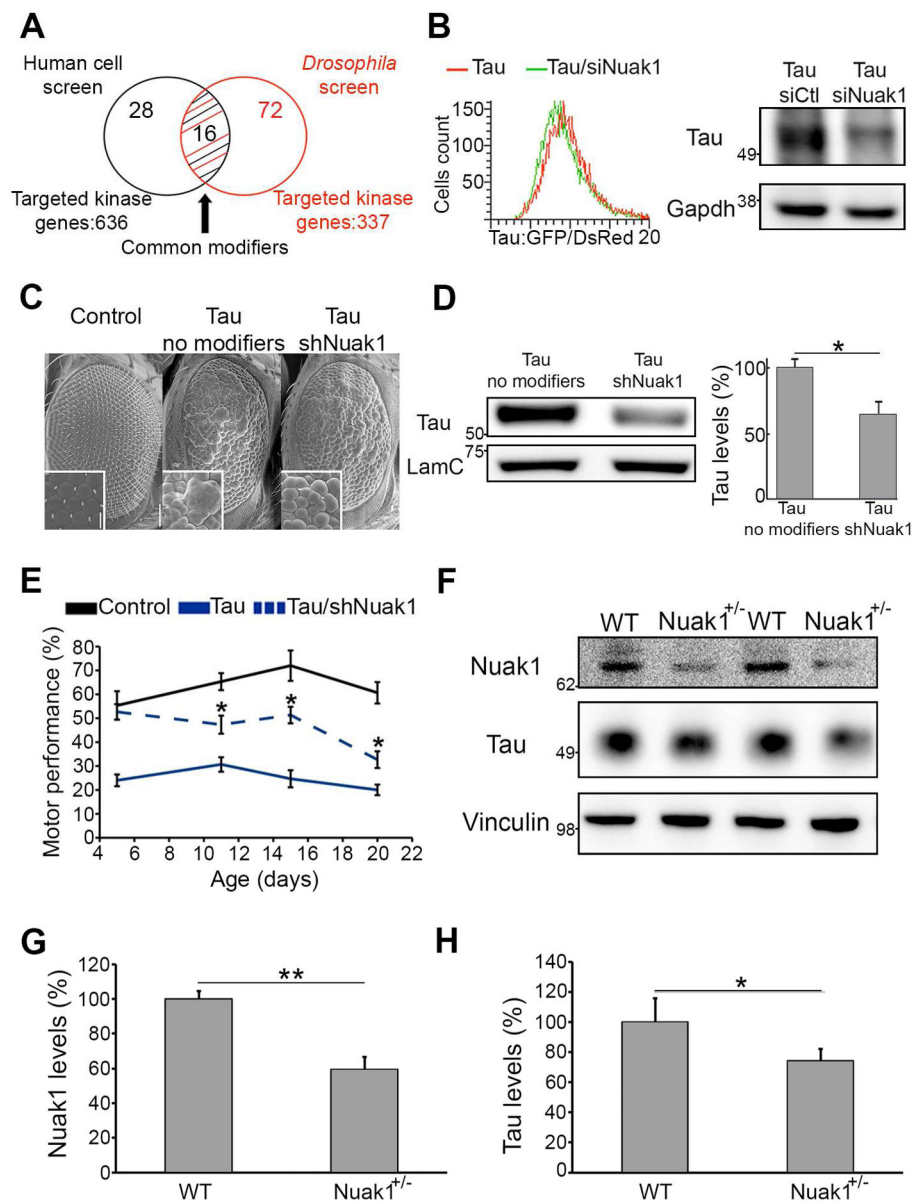 A
Human cell
screen
Drosophila
screen
28
16
72
Targeted kinase
genes:636
Targeted kinase
genes:337
Common modifiers
B
Tau
Tau/siNuak1
Cells count
150
100
50
Tau:GFP/DsRed 20
Tau
siCtl
Tau
siNuak1
Tau
49
38
Gapdh
C
Control
Tau
no modifiers
Tau
shNuak1
D
Tau
no modifiers
Tau
shNuak1
Tau
50
75
LamC
*
Tau levels (%)
100
50
0
Tau
no modifiers
Tau
shNuak1
E
Control
Tau
Tau/shNuak1
Motor performance (%)
80
70
60
50
40
30
20
10
0
* * *
4 6 8 10 12 14 16 18 20 22
Age (days)
F
WT Nuak1+/- WT Nuak1+/-
Nuak1
62
Tau
49
Vinculin
98
G
Nuak1 levels (%)
120
100
80
60
40
20
0
**
WT
Nuak1+/-
H
Tau levels (%)
140
120
100
80
60
40
20
0
*
WT
Nuak1+/-